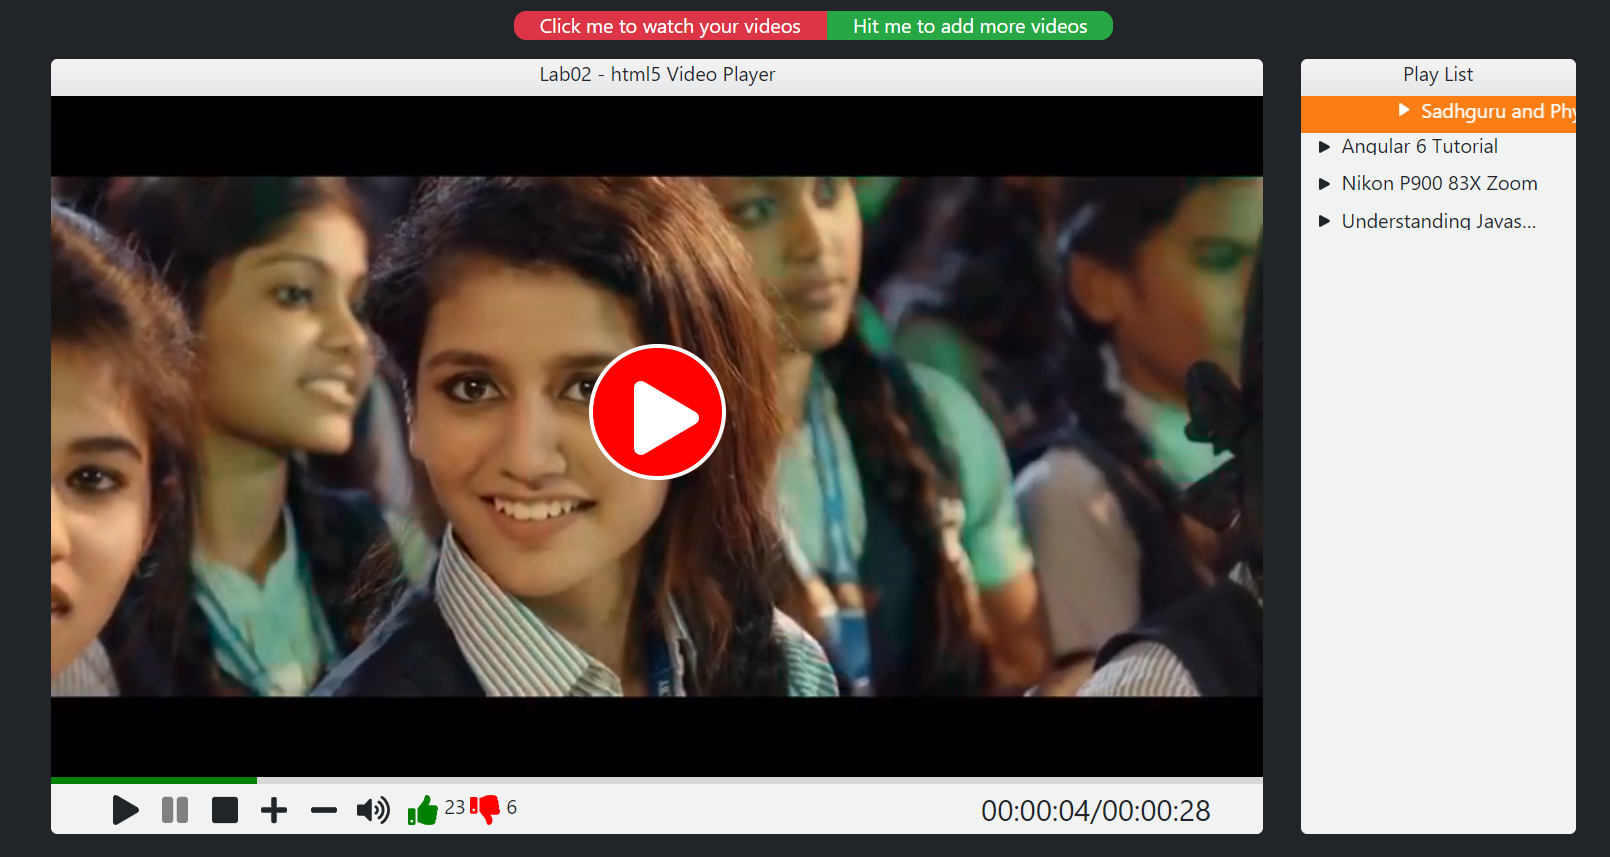 Click me to watch your videos Hit me to add more videos
Lab02 - html5 Video Player
Play List
Sadhguru and
Angular 6 Tutorial
Nikon P900 83X Zoom
Understanding Javas...
23 6
00:00:04/00:00:28